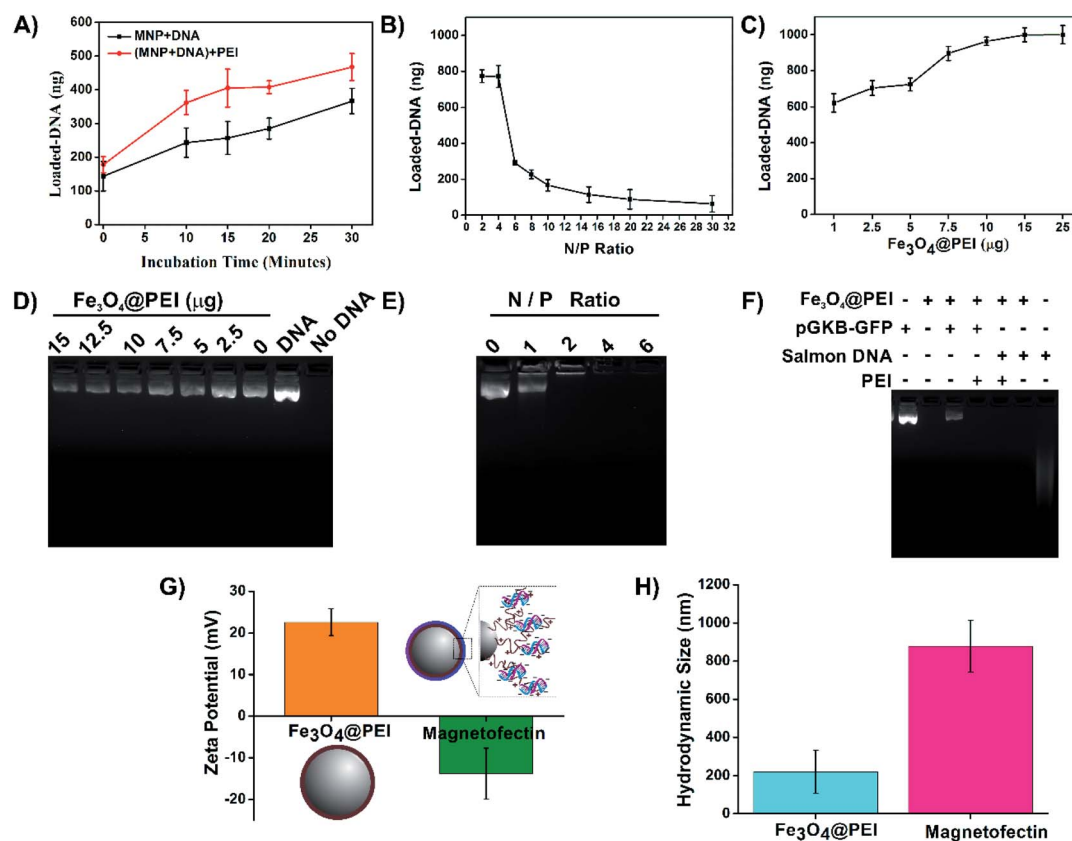 A)
600
500
400
300
200
100
0
Loaded-DNA (ng)
MNP+DNA
(MNP+DNA)+PEI
0 5 10 15 20 25 30
Incubation Time (Minutes)
B)
1000
800
600
400
200
0
Loaded-DNA (ng)
0 2 4 6 8 10 12 14 16 18 20 22 24 26 28 30 32
N/P Ratio
C)
1000
800
600
400
200
0
Loaded-DNA (ng)
1 2.5 5 7.5 10 15 25
Fe₃O₄@PEI (μg)
D)
Fe₃O₄@PEI (μg)
15 12.5 10 7.5 5 2.5 0 DNA No DNA
E)
N / P Ratio
0 1 2 4 6
F)
Fe₃O₄@PEI - + + + + + -
pGKB-GFP + - + + - - -
Salmon DNA - - - - + + +
PEI - - - + + - -
G)
30
20
10
0
-10
-20
Zeta Potential (mV)
Fe₃O₄@PEI
Magnetofectin
H)
1200
1000
800
600
400
200
0
Hydrodynamic Size (nm)
Fe₃O₄@PEI
Magnetofectin